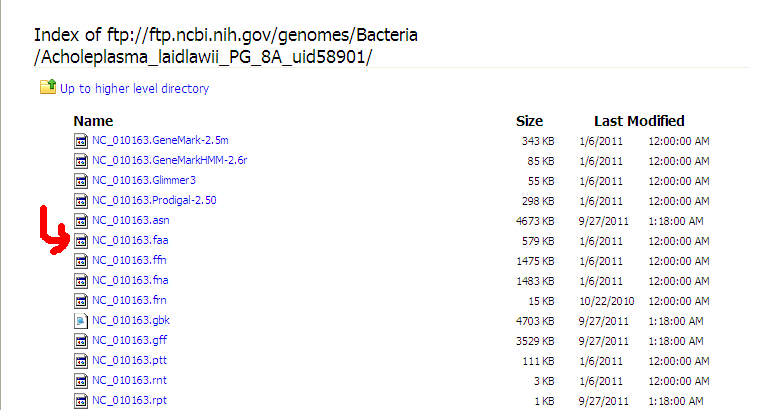 Index of ftp://ftp.ncbi.nih.gov/genomes/Bacteria
/Acholeplasma_laidlawii_PG_8A_uid58901/
Up to higher level directory
Name Size Last Modified
NC_010163.GeneMark-2.5m 343 KB 1/6/2011 12:00:00 AM
NC_010163.GeneMarkHMM-2.6r 85 KB 1/6/2011 12:00:00 AM
NC_010163.Glimmer3 55 KB 1/6/2011 12:00:00 AM
NC_010163.Prodigal-2.50 298 KB 1/6/2011 12:00:00 AM
NC_010163.asn 4673 KB 9/27/2011 1:18:00 AM
NC_010163.faa 579 KB 1/6/2011 12:00:00 AM
NC_010163.ffn 1475 KB 1/6/2011 12:00:00 AM
NC_010163.fna 1483 KB 1/6/2011 12:00:00 AM
NC_010163.frn 15 KB 10/22/2010 12:00:00 AM
NC_010163.gbk 4703 KB 9/27/2011 1:18:00 AM
NC_010163.gff 3529 KB 9/27/2011 1:18:00 AM
NC_010163.ptt 111 KB 1/6/2011 12:00:00 AM
NC_010163.rnt 3 KB 1/6/2011 12:00:00 AM
NC_010163.rpt 1 KB 9/27/2011 1:18:00 AM